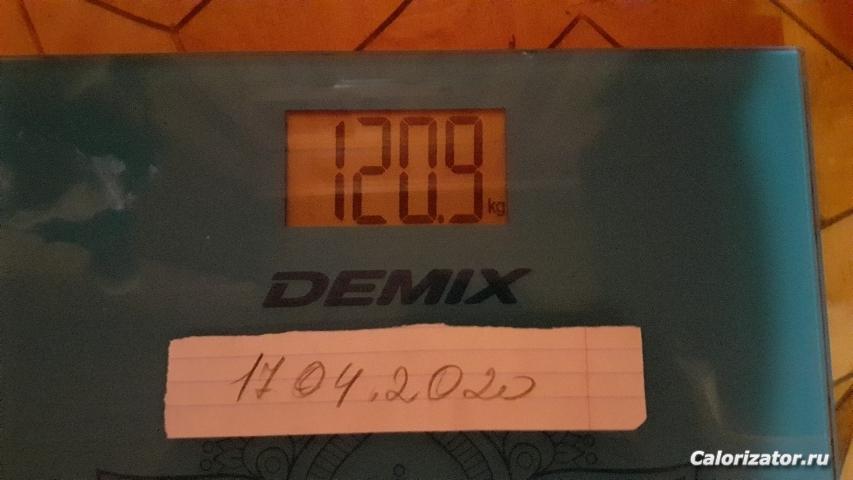 120.9 kg
DEMIX
17 04.2020
Calorizator.ru